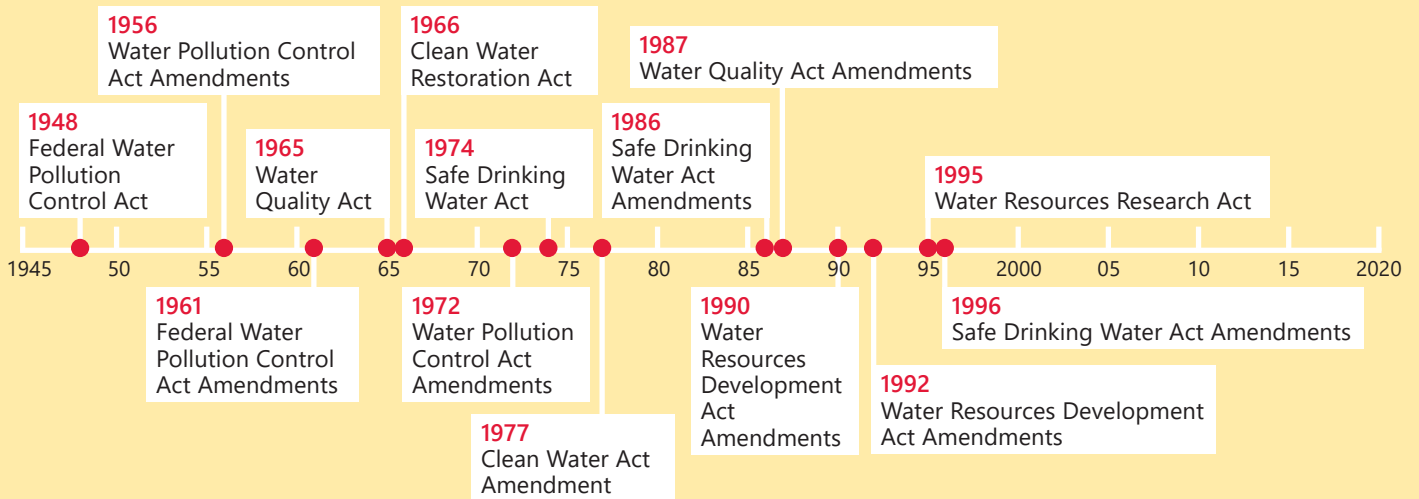 1956
Water Pollution Control
Act Amendments
1966
Clean Water
Restoration Act
1987
Water Quality Act Amendments
1948
Federal Water
Pollution
Control Act
1965
Water
Quality Act
1974
Safe Drinking
Water Act
1986
Safe Drinking
Water Act
Amendments
1995
Water Resources Research Act
1945 50 55 60 65 70 75 80 85 90 95 2000 05 10 15 2020
1961
Federal Water
Pollution Control
Act Amendments
1972
Water Pollution
Control Act
Amendments
1990
Water
Resources
Development
Act
Amendments
1996
Safe Drinking Water Act Amendments
1992
Water Resources Development
Act Amendments
1977
Clean Water Act
Amendment